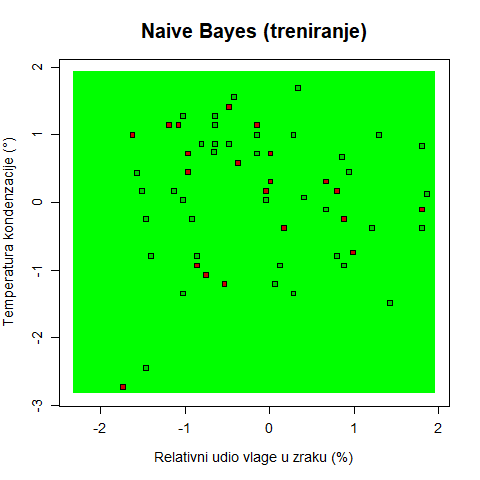 Naive Bayes (treniranje)
Temperatura kondenzacije (°)
2
1
0
-1
-2
-3
-2 -1 0 1 2
Relativni udio vlage u zraku (%)